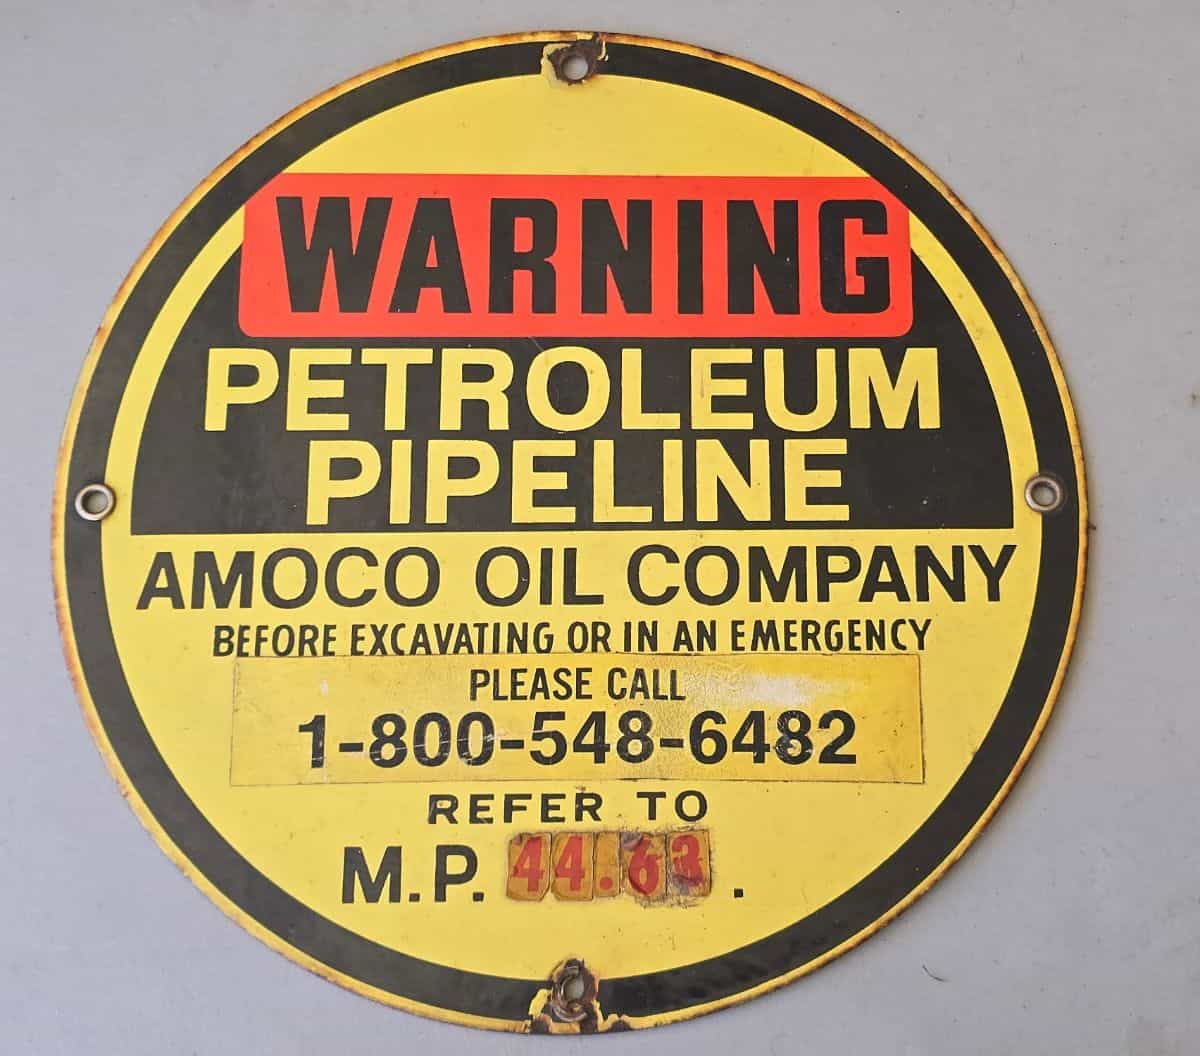 WARNING
PETROLEUM
PIPELINE
AMOCO OIL COMPANY
BEFORE EXCAVATING OR IN AN EMERGENCY
PLEASE CALL
1-800-548-6482
REFER TO
M.P. 44.63.